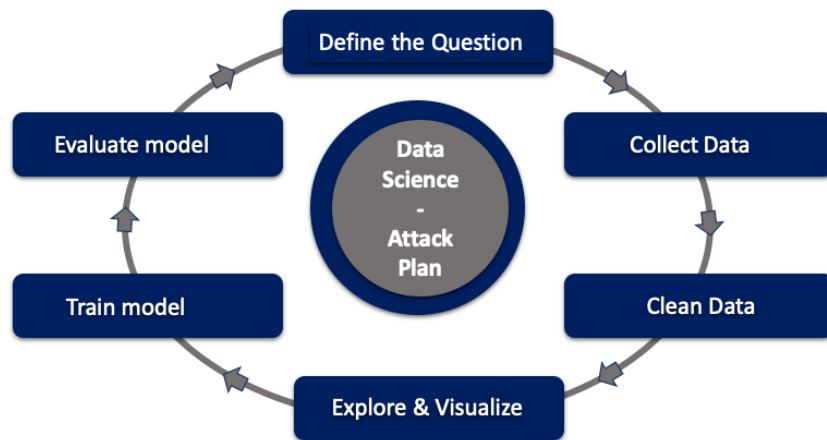 Define the Question
Evaluate model
Collect Data
Data
Science
-
Attack
Plan
Train model
Clean Data
Explore & Visualize